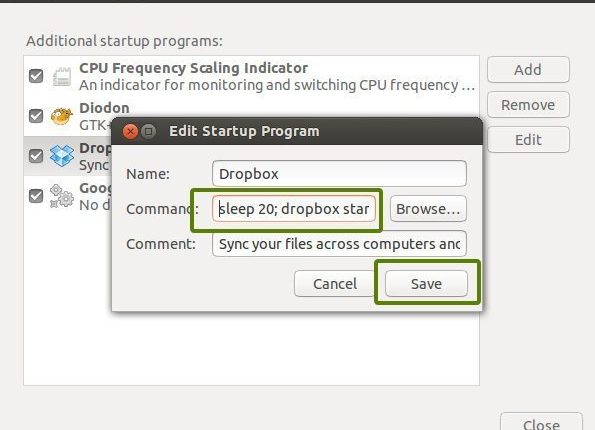 Additional startup programs:
CPU Frequency Scaling Indicator
An indicator for monitoring and switching CPU frequency ...
Add
Remove
Edit
Diodon
GTK+
Drop
Sync
Goog
No d
Edit Startup Program
Name: Dropbox
Command: sleep 20; dropbox star Browse...
Comment: Sync your files across computers and
Cancel Save
Close